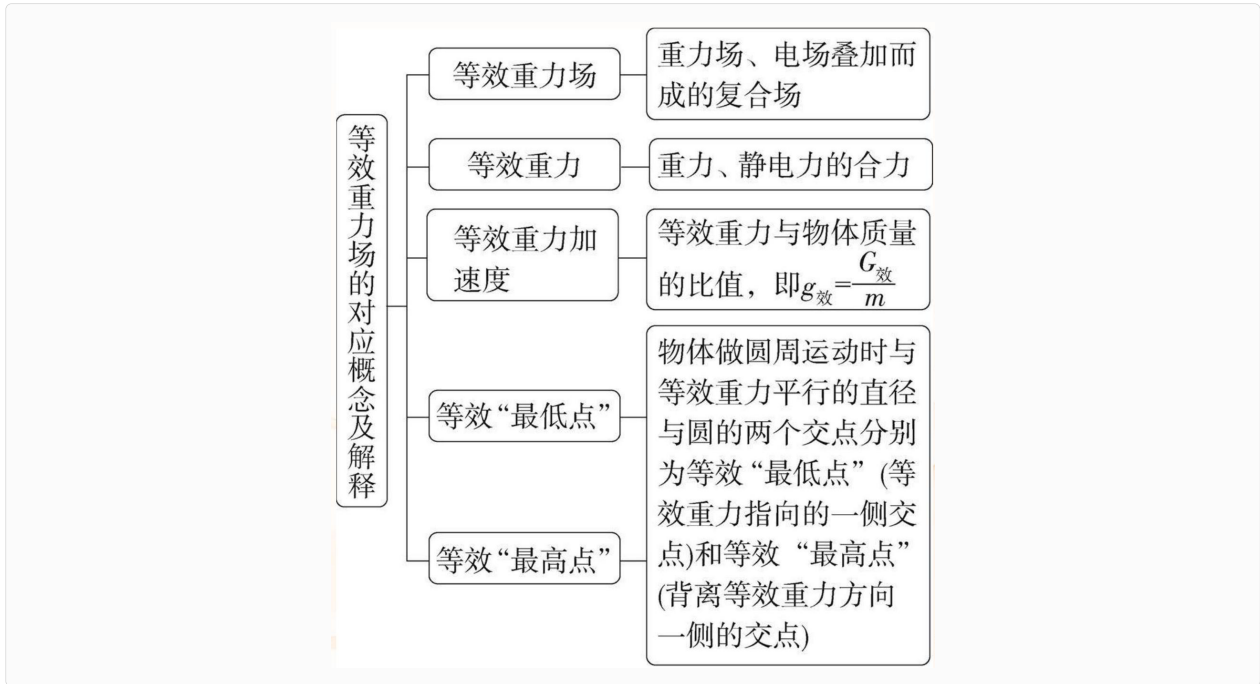 等效重力场的对应概念及解释
等效重力场
重力场、电场叠加而
成的复合场
等效重力
重力、静电力的合力
等效重力加
速度
等效重力与物体质量
的比值，即g效=G效/m
等效“最低点”
等效“最高点”
物体做圆周运动时与
等效重力平行的直径
与圆的两个交点分别
为等效“最低点”(等
效重力指向的一侧交
点)和等效“最高点”
(背离等效重力方向
一侧的交点)